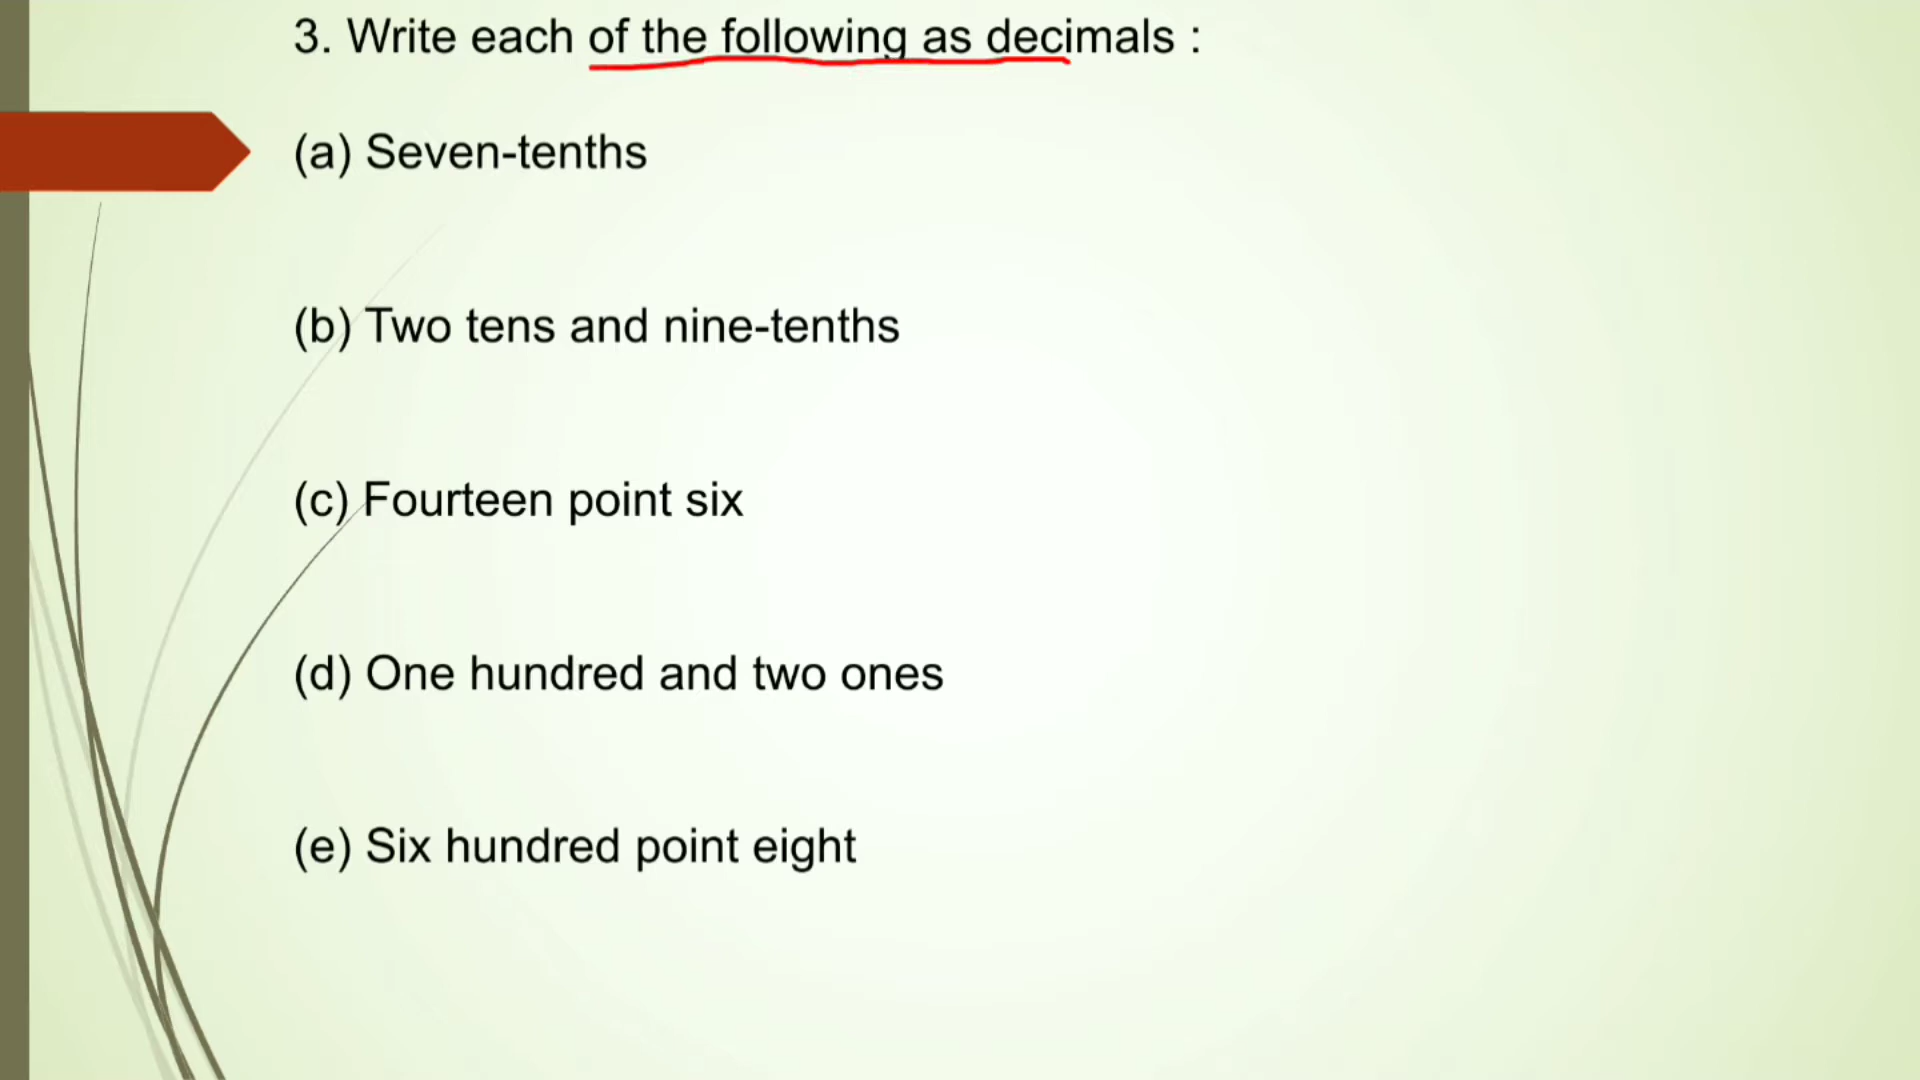 3. Write each of the following as decimals :
(a) Seven-tenths
(b) Two tens and nine-tenths
(c) Fourteen point six
(d) One hundred and two ones
(e) Six hundred point eight